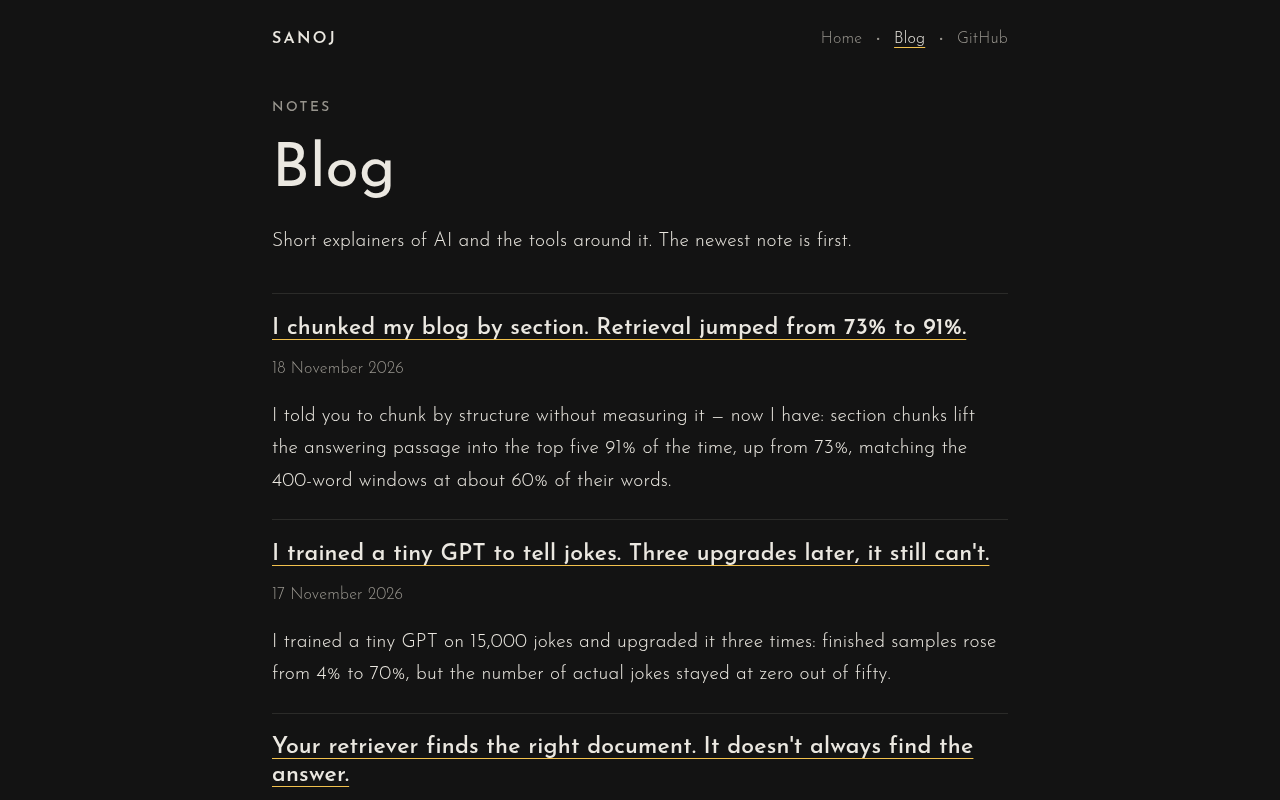 SANOJ
Home · Blog · GitHub
NOTES
Blog
Short explainers of AI and the tools around it. The newest note is first.
I chunked my blog by section. Retrieval jumped from 73% to 91%.
18 November 2026
I told you to chunk by structure without measuring it — now I have: section chunks lift
the answering passage into the top five 91% of the time, up from 73%, matching the
400-word windows at about 60% of their words.
I trained a tiny GPT to tell jokes. Three upgrades later, it still can't.
17 November 2026
I trained a tiny GPT on 15,000 jokes and upgraded it three times: finished samples rose
from 4% to 70%, but the number of actual jokes stayed at zero out of fifty.
Your retriever finds the right document. It doesn't always find the
answer.